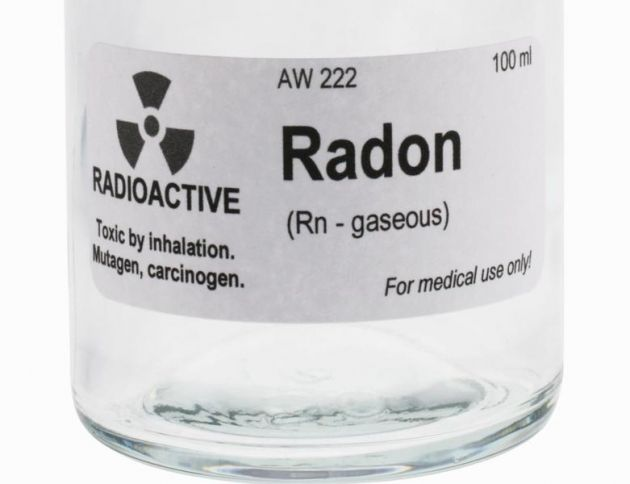 AW 222
100 ml
Radon
(Rn - gaseous)
RADIOACTIVE
Toxic by inhalation.
Mutagen, carcinogen.
For medical use only!